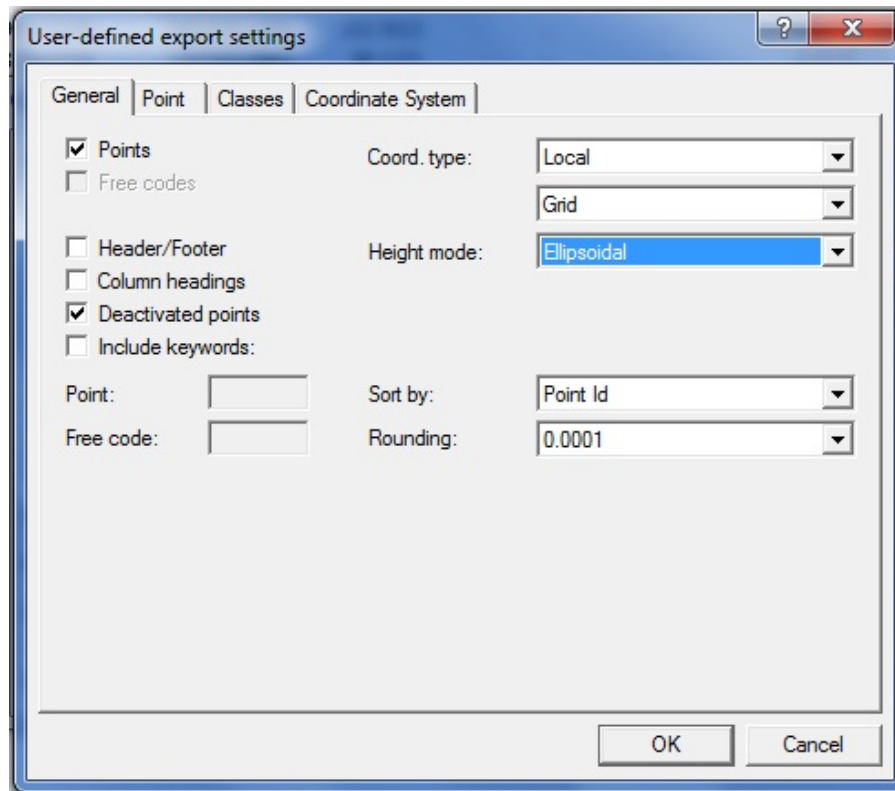 User-defined export settings
General Point Classes Coordinate System
Points Coord. type: Local
Free codes
Grid
Header/Footer Height mode: Ellipsoidal
Column headings
Deactivated points
Include keywords:
Point: Sort by: Point Id
Free code: Rounding: 0.0001
OK Cancel